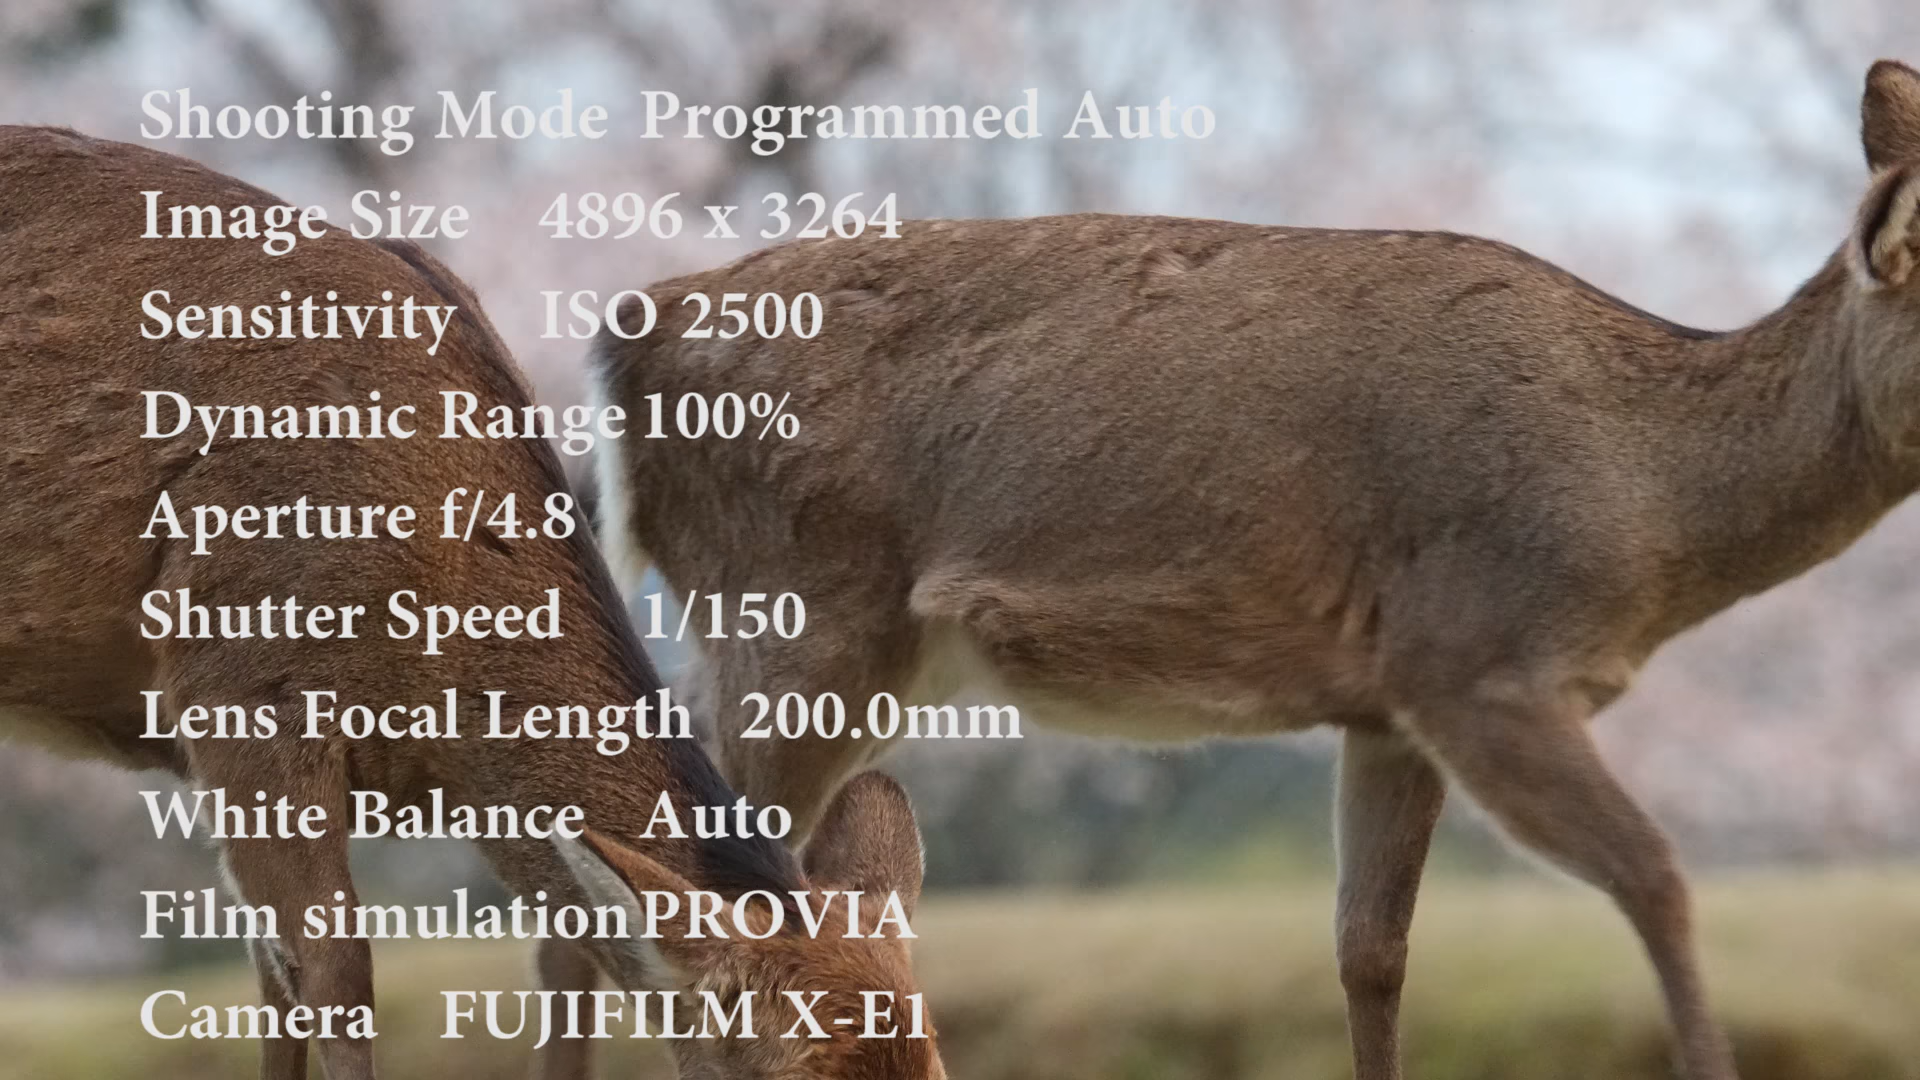 Shooting Mode Programmed Auto
Image Size 4896 x 3264
Sensitivity ISO 2500
Dynamic Range 100%
Aperture f/4.8
Shutter Speed 1/150
Lens Focal Length 200.0mm
White Balance Auto
Film simulation PROVIA
Camera FUJIFILM X-E1